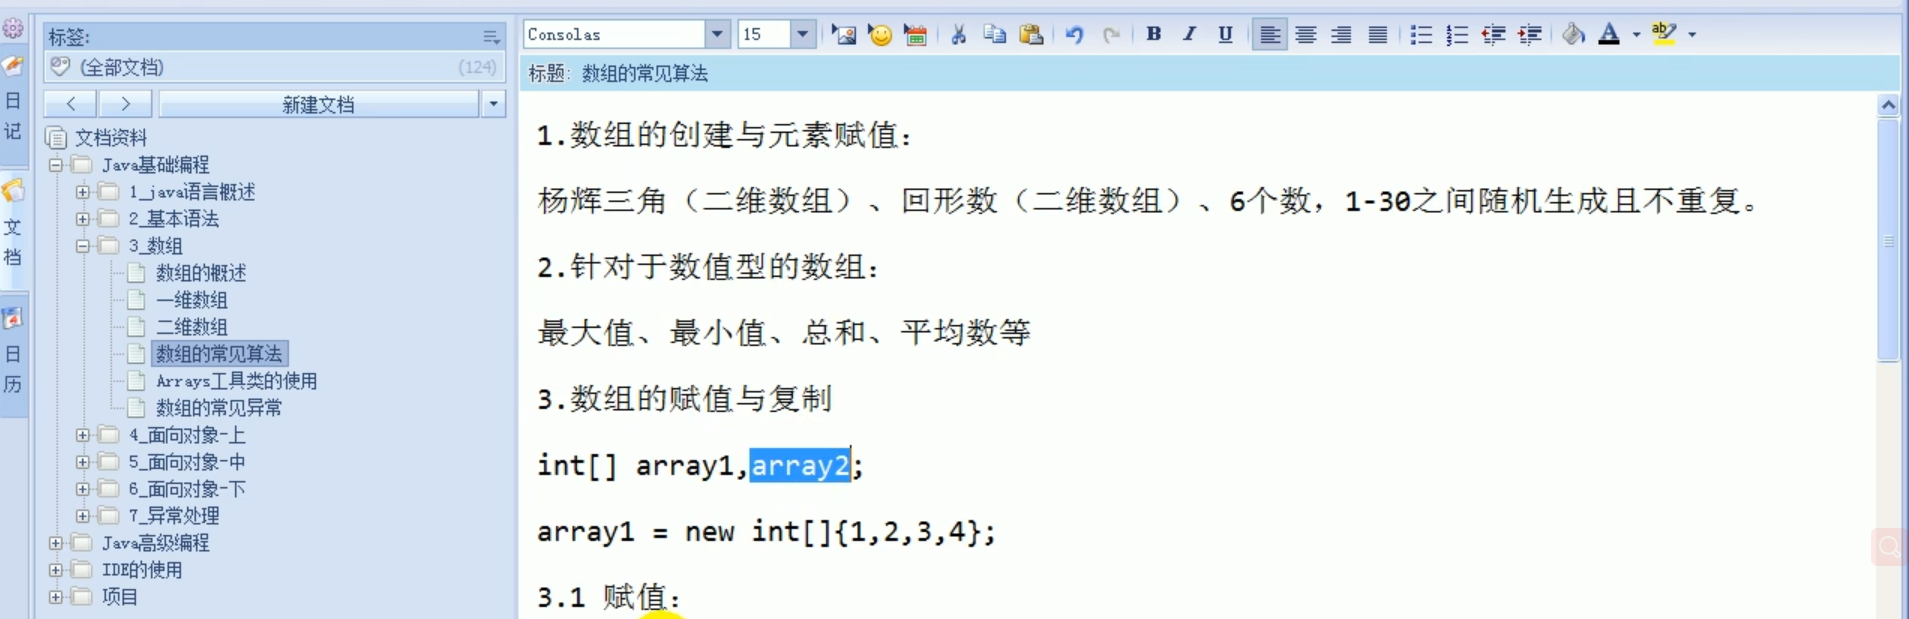 日记
文档
日历
标签:
(全部文档) (124)
< > 新建文档
文档资料
Java基础编程
1_java语言概述
2_基本语法
3_数组
数组的概述
一维数组
二维数组
数组的常见算法
Arrays工具类的使用
数组的常见异常
4_面向对象-上
5_面向对象-中
6_面向对象-下
7_异常处理
Java高级编程
IDE的使用
项目
Consolas 15 B I U A ab
标题: 数组的常见算法
1.数组的创建与元素赋值：
杨辉三角（二维数组）、回形数（二维数组）、6个数，1-30之间随机生成且不重复。
2.针对于数值型的数组：
最大值、最小值、总和、平均数等
3.数组的赋值与复制
int[] array1,array2;
array1 = new int[]{1,2,3,4};
3.1 赋值：